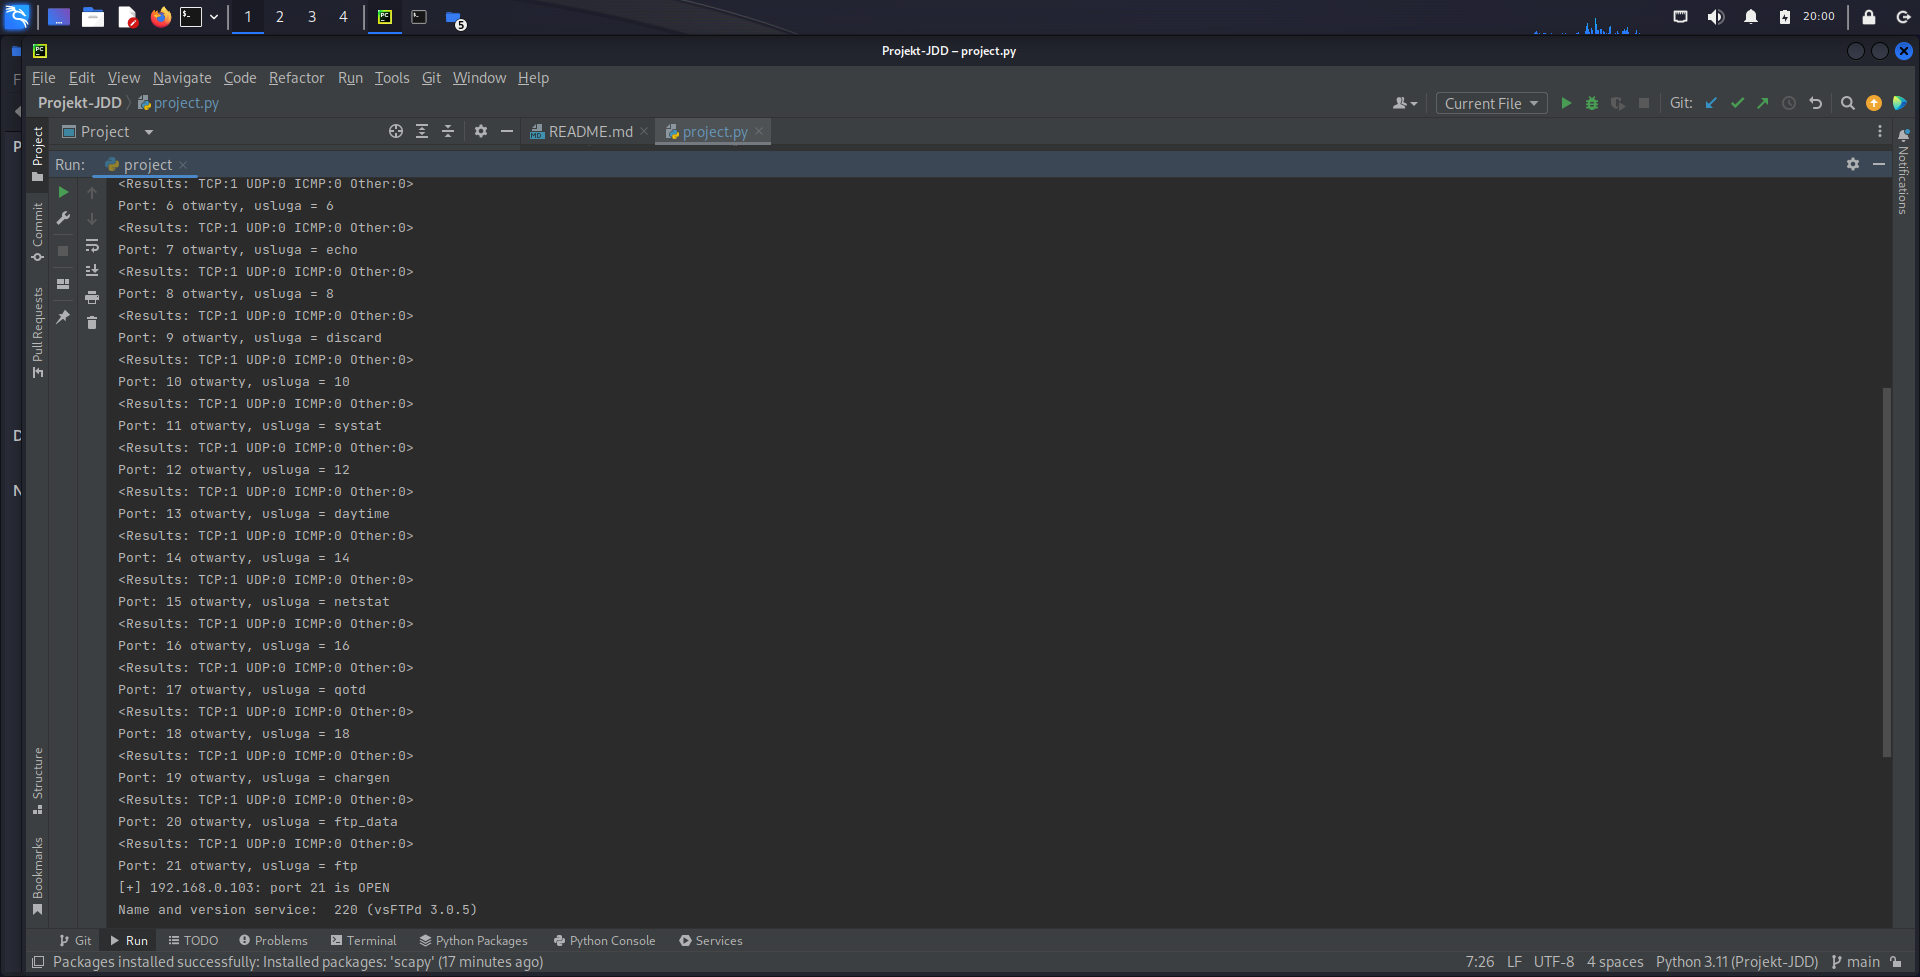 1 2 3 4 5 20:00
Projekt-JDD – project.py
File Edit View Navigate Code Refactor Run Tools Git Window Help
Projekt-JDD project.py Current File Git:
Project README.md project.py
Run: project
<Results: TCP:1 UDP:0 ICMP:0 Other:0>
Port: 6 otwarty, usluga = 6
<Results: TCP:1 UDP:0 ICMP:0 Other:0>
Port: 7 otwarty, usluga = echo
<Results: TCP:1 UDP:0 ICMP:0 Other:0>
Port: 8 otwarty, usluga = 8
<Results: TCP:1 UDP:0 ICMP:0 Other:0>
Port: 9 otwarty, usluga = discard
<Results: TCP:1 UDP:0 ICMP:0 Other:0>
Port: 10 otwarty, usluga = 10
<Results: TCP:1 UDP:0 ICMP:0 Other:0>
Port: 11 otwarty, usluga = systat
<Results: TCP:1 UDP:0 ICMP:0 Other:0>
Port: 12 otwarty, usluga = 12
<Results: TCP:1 UDP:0 ICMP:0 Other:0>
Port: 13 otwarty, usluga = daytime
<Results: TCP:1 UDP:0 ICMP:0 Other:0>
Port: 14 otwarty, usluga = 14
<Results: TCP:1 UDP:0 ICMP:0 Other:0>
Port: 15 otwarty, usluga = netstat
<Results: TCP:1 UDP:0 ICMP:0 Other:0>
Port: 16 otwarty, usluga = 16
<Results: TCP:1 UDP:0 ICMP:0 Other:0>
Port: 17 otwarty, usluga = qotd
<Results: TCP:1 UDP:0 ICMP:0 Other:0>
Port: 18 otwarty, usluga = 18
<Results: TCP:1 UDP:0 ICMP:0 Other:0>
Port: 19 otwarty, usluga = chargen
<Results: TCP:1 UDP:0 ICMP:0 Other:0>
Port: 20 otwarty, usluga = ftp_data
<Results: TCP:1 UDP:0 ICMP:0 Other:0>
Port: 21 otwarty, usluga = ftp
[+] 192.168.0.103: port 21 is OPEN
Name and version service:  220 (vsFTPd 3.0.5)
Project
Commit
Pull Requests
Structure
Bookmarks
Notifications
Git Run TODO Problems Terminal Python Packages Python Console Services
Packages installed successfully: Installed packages: 'scapy' (17 minutes ago) 7:26 LF UTF-8 4 spaces Python 3.11 (Projekt-JDD) main